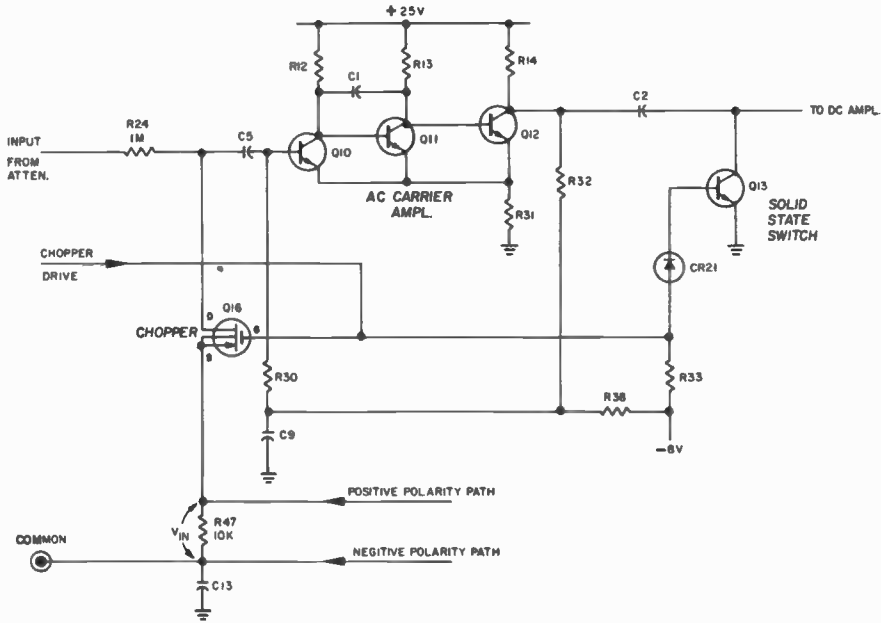 + 25V
R12
C1
R13
R14
C2
TO DC AMPL.
R24
1M
C5
INPUT
FROM
ATTEN.
Q10
Q11
Q12
Q13
AC CARRIER
AMPL.
R31
R32
SOLID
STATE
SWITCH
CHOPPER
DRIVE
CR21
Q16
D
G
CHOPPER
S
R30
R33
R38
C9
-6V
POSITIVE POLARITY PATH
VIN
R47
10K
COMMON
NEGITIVE POLARITY PATH
C13